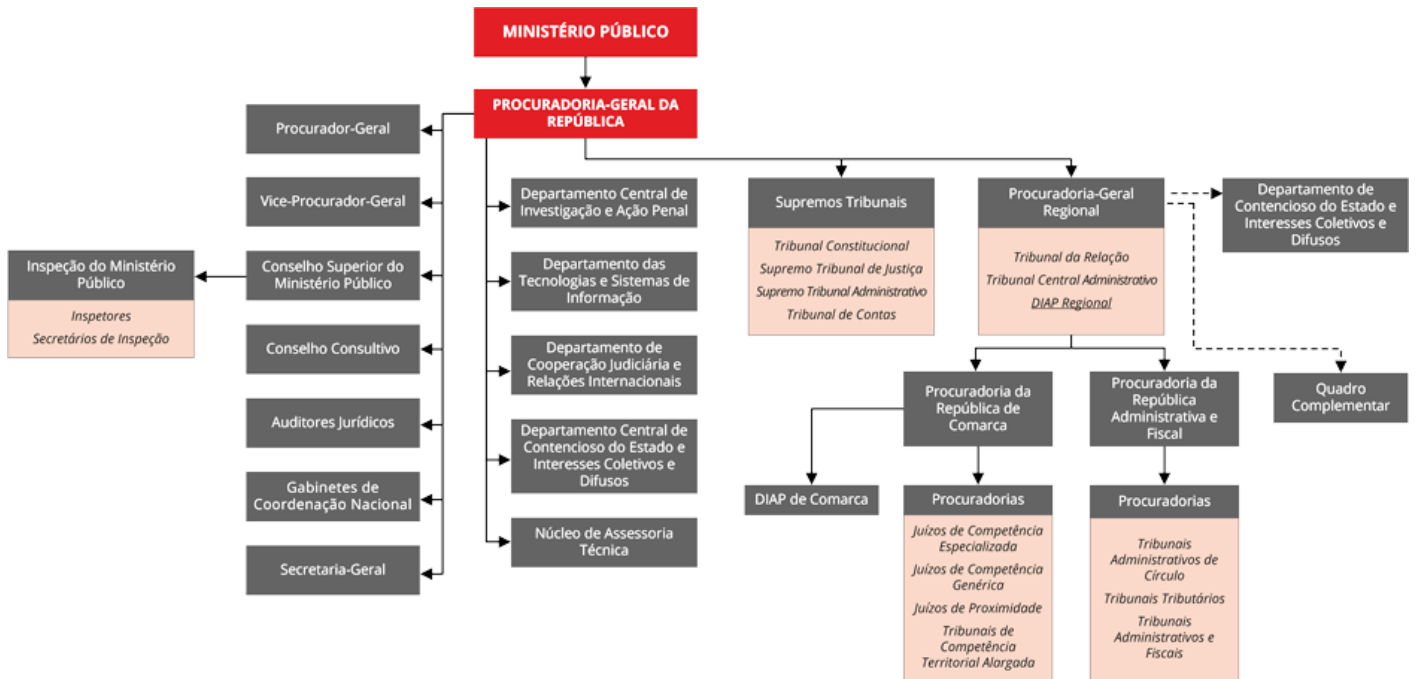 MINISTÉRIO PÚBLICO
PROCURADORIA-GERAL DA
REPÚBLICA
Procurador-Geral
Vice-Procurador-Geral
Conselho Superior do
Ministério Público
Inspeção do Ministério
Público
Inspetores
Secretários de Inspeção
Conselho Consultivo
Auditores Jurídicos
Gabinetes de
Coordenação Nacional
Secretaria-Geral
Departamento Central de
Investigação e Ação Penal
Departamento das
Tecnologias e Sistemas de
Informação
Departamento de
Cooperação Judiciária e
Relações Internacionais
Departamento Central de
Contencioso do Estado e
Interesses Coletivos e
Difusos
Núcleo de Assessoria
Técnica
Supremos Tribunais
Tribunal Constitucional
Supremo Tribunal de Justiça
Supremo Tribunal Administrativo
Tribunal de Contas
Procuradoria-Geral
Regional
Tribunal da Relação
Tribunal Central Administrativo
DIAP Regional
Departamento de
Contencioso do Estado e
Interesses Coletivos e
Difusos
Quadro
Complementar
Procuradoria da
República de
Comarca
Procuradoria da
República
Administrativa e
Fiscal
DIAP de Comarca
Procuradorias
Juízos de Competência
Especializada
Juízos de Competência
Genérica
Juízos de Proximidade
Tribunais de
Competência
Territorial Alargada
Procuradorias
Tribunais
Administrativos de
Círculo
Tribunais Tributários
Tribunais
Administrativos e
Fiscais